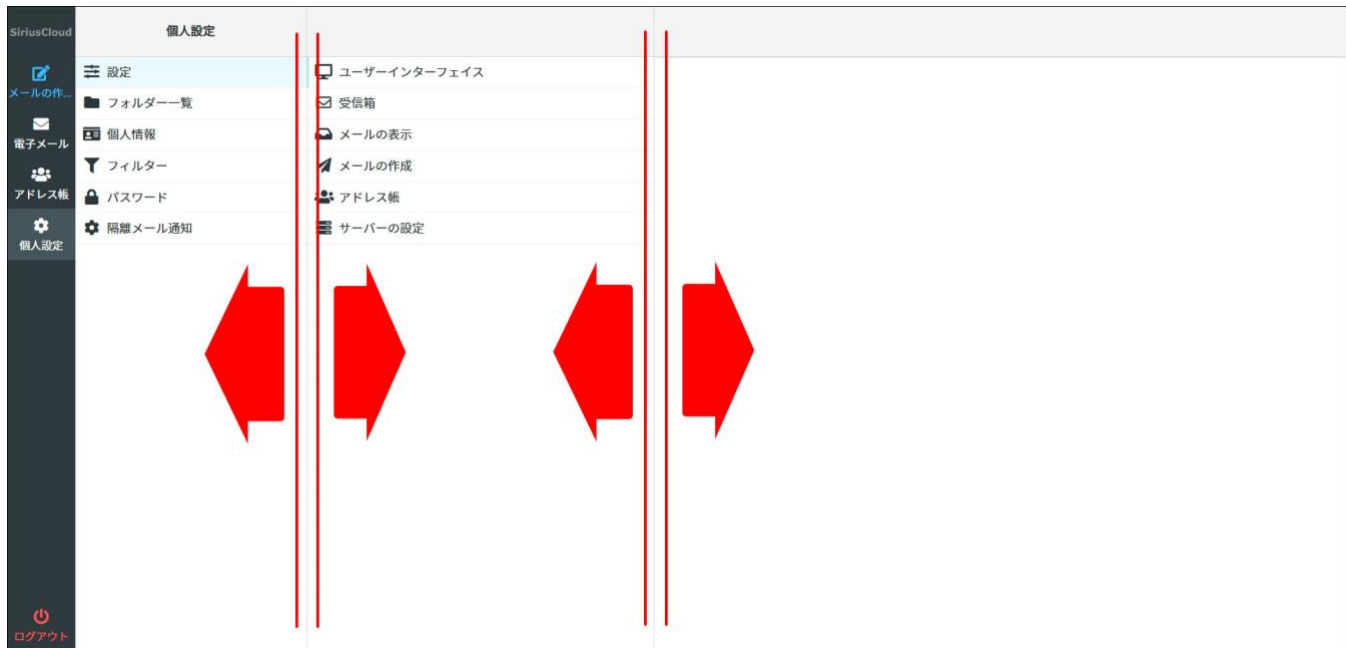 SiriusCloud
メールの作...
電子メール
アドレス帳
個人設定
ログアウト
個人設定
設定
フォルダー一覧
個人情報
フィルター
パスワード
隔離メール通知
ユーザーインターフェイス
受信箱
メールの表示
メールの作成
アドレス帳
サーバーの設定